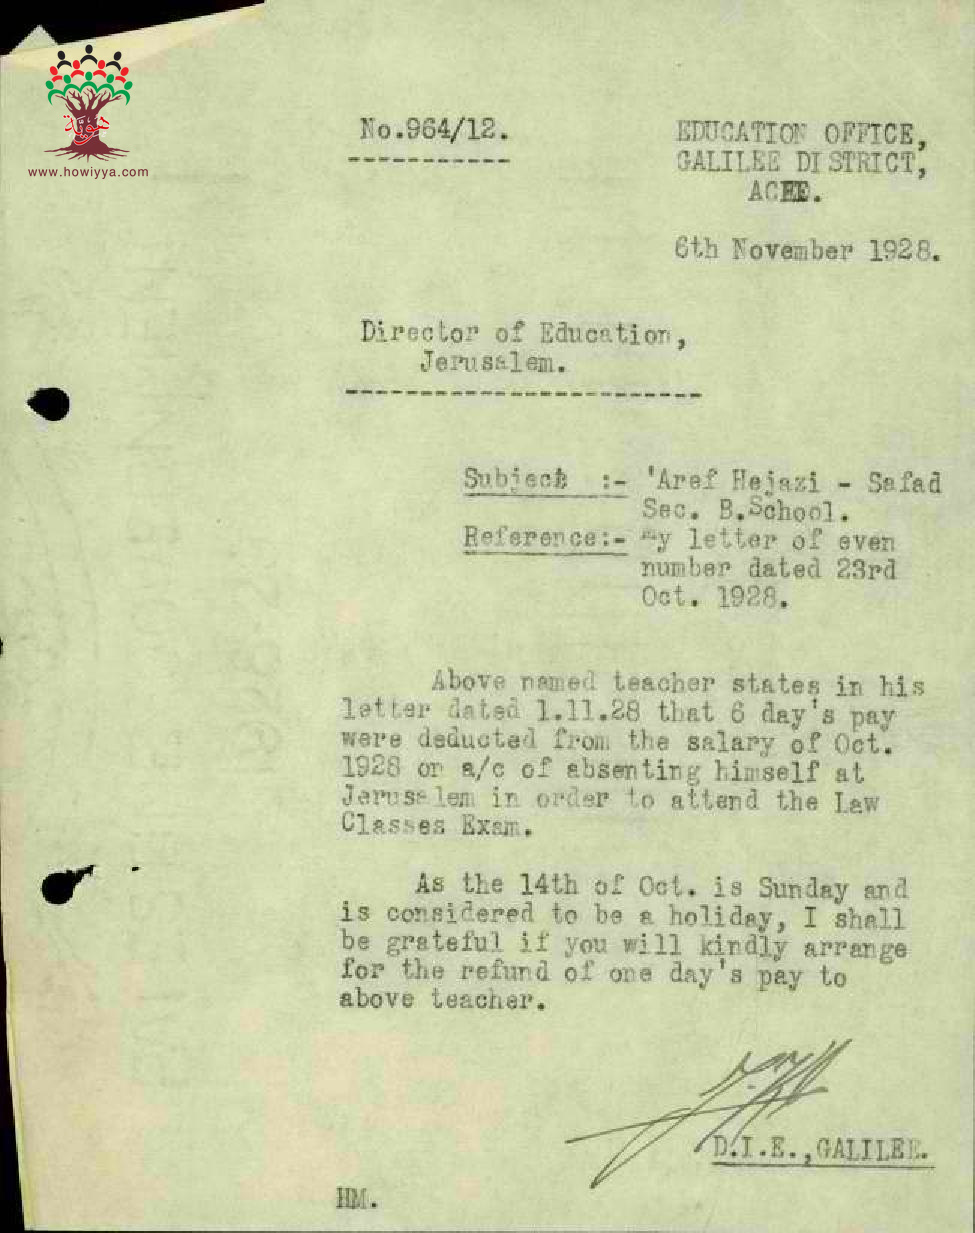 www.howiyya.com
No.964/12.
EDUCATION OFFICE,
GALILEE DISTRICT,
ACRE.
6th November 1928.
Director of Education,
Jerusalem.
Subject :- 'Aref Hejazi - Safad
Sec. B.School.
Reference:- My letter of even
number dated 23rd
Oct. 1928.
Above named teacher states in his
letter dated 1.11.28 that 6 day's pay
were deducted from the salary of Oct.
1928 on a/c of absenting himself at
Jerusalem in order to attend the Law
Classes Exam.
As the 14th of Oct. is Sunday and
is considered to be a holiday, I shall
be grateful if you will kindly arrange
for the refund of one day's pay to
above teacher.
D.I.E.,GALILEE.
HM.